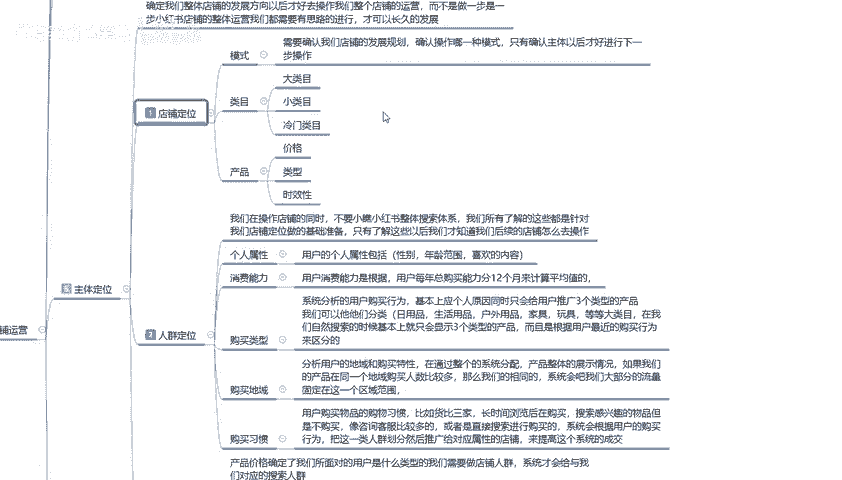 确定我们整体店铺的发展方向以后才好去操作我们整个店铺的运营，而不是做一步是一
步小红书店铺的整体运营我们都需要有思路的进行，才可以长久的发展
模式
需要确认我们店铺的发展规划，确认操作哪一种模式，只有确认主体以后才好进行下一
步操作
1 店铺定位
类目
大类目
小类目
冷门类目
产品
价格
类型
时效性
主体定位
铺运营
2 人群定位
我们在操作店铺的同时，不要小瞧小红书整体搜索体系，我们所有了解的这些都是针对
我们店铺定位做的基础准备，只有了解这些以后我们才知道我们后续的店铺怎么去操作
个人属性
用户的个人属性包括（性别，年龄范围，喜欢的内容）
消费能力
用户消费能力是根据，用户每年总购买能力分12个月来计算平均值的，
购买类型
系统分析的用户购买行为，基本上应个人原因同时只会给用户推广3个类型的产品
我们可以他他们分类（日用品，生活用品，户外用品，家具，玩具，等等大类目，在我
们自然搜索的时候基本上就只会显示3个类型的产品，而且是根据用户最近的购买行为
来区分的
购买地域
分析用户的地域和购买特性，在通过整个的系统分配，产品整体的展示情况，如果我们
的产品在同一个地域购买人数比较多，那么我们的相同的，系统会吧我们大部分的流量
固定在这一个区域范围，
购买习惯
用户购买物品的购物习惯，比如货比三家，长时间浏览后在购买，搜索感兴趣的物品但
是不购买，像咨询客服比较多的，或者是直接搜索进行购买的，系统会根据用户的购买
行为，把这一类人群划分然后推广给对应属性的店铺，来提高这个系统的成交
产品价格确定了我们所面对的用户是什么类型的我们需要做店铺人群，系统才会给与我
们对应的搜索人群